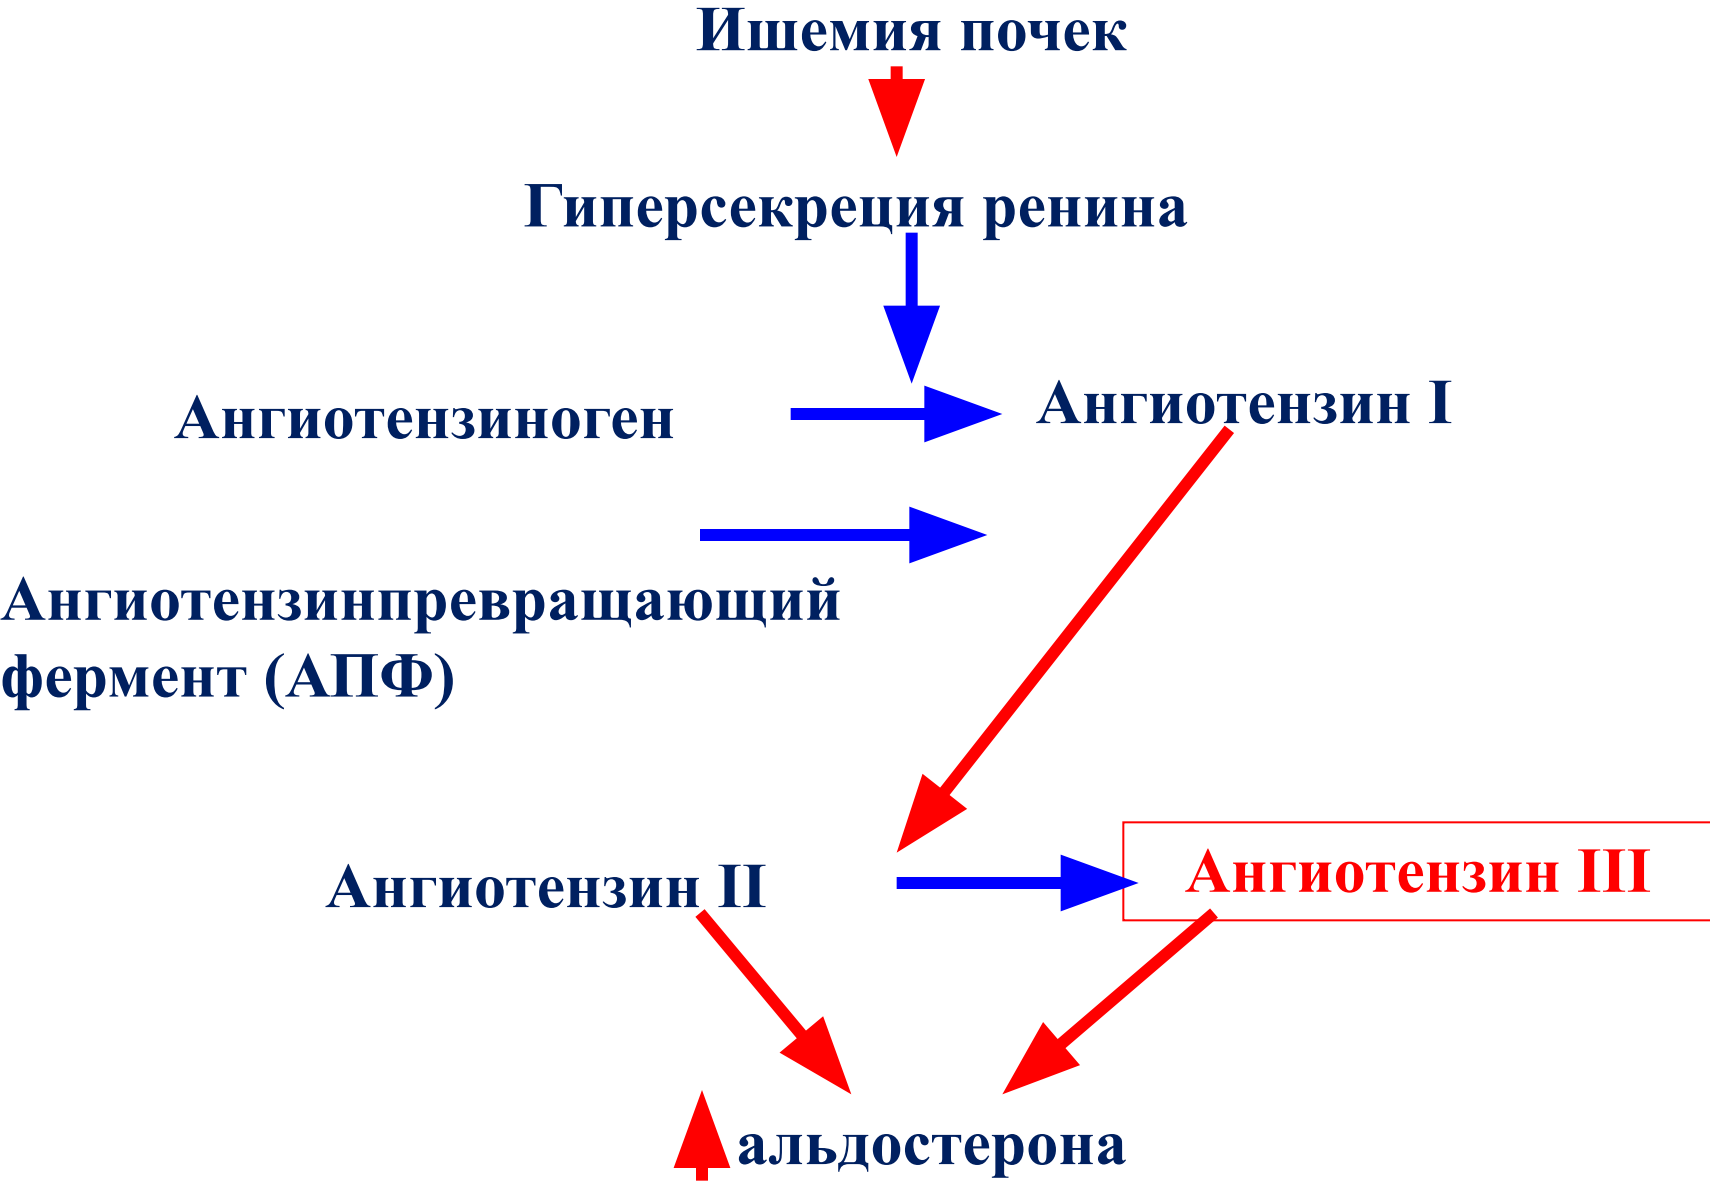 Ишемия почек
Гиперсекреция ренина
Ангиотензиноген
Ангиотензин I
Ангиотензинпревращающий
фермент (АПФ)
Ангиотензин II
Ангиотензин III
альдостерона